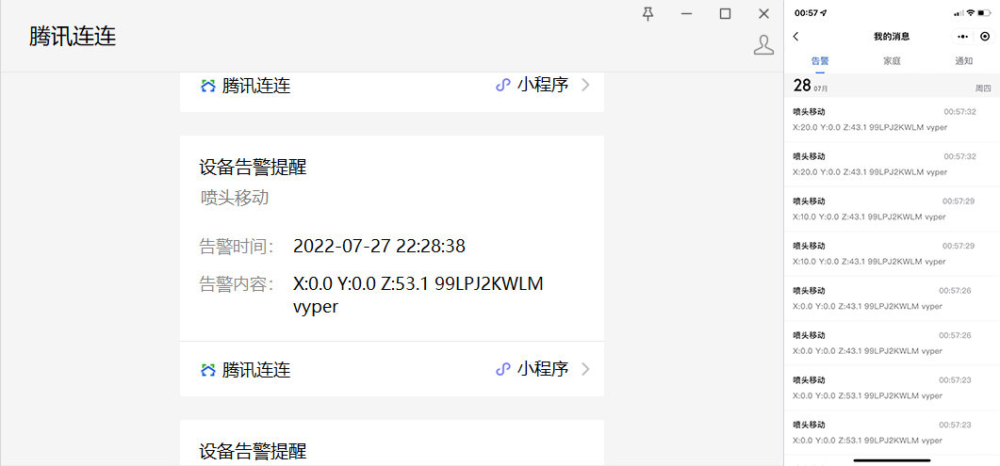 腾讯连连
腾讯连连 小程序
设备告警提醒
喷头移动
告警时间： 2022-07-27 22:28:38
告警内容： X:0.0 Y:0.0 Z:53.1 99LPJ2KWLM
vyper
腾讯连连 小程序
设备告警提醒
00:57
我的消息
告警 家庭 通知
28 07月 周四
喷头移动 00:57:32
X:20.0 Y:0.0 Z:43.1 99LPJ2KWLM vyper
喷头移动 00:57:32
X:20.0 Y:0.0 Z:43.1 99LPJ2KWLM vyper
喷头移动 00:57:29
X:10.0 Y:0.0 Z:43.1 99LPJ2KWLM vyper
喷头移动 00:57:29
X:10.0 Y:0.0 Z:43.1 99LPJ2KWLM vyper
喷头移动 00:57:26
X:0.0 Y:0.0 Z:43.1 99LPJ2KWLM vyper
喷头移动 00:57:26
X:0.0 Y:0.0 Z:43.1 99LPJ2KWLM vyper
喷头移动 00:57:23
X:0.0 Y:0.0 Z:53.1 99LPJ2KWLM vyper
喷头移动 00:57:23
X:0.0 Y:0.0 Z:53.1 99LPJ2KWLM vyper